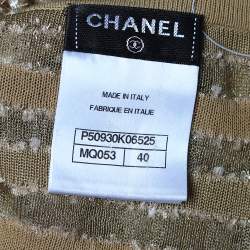 CHANEL
MADE IN ITALY
FABRIQUE EN ITALIE
P50930K06525
MQ053 40